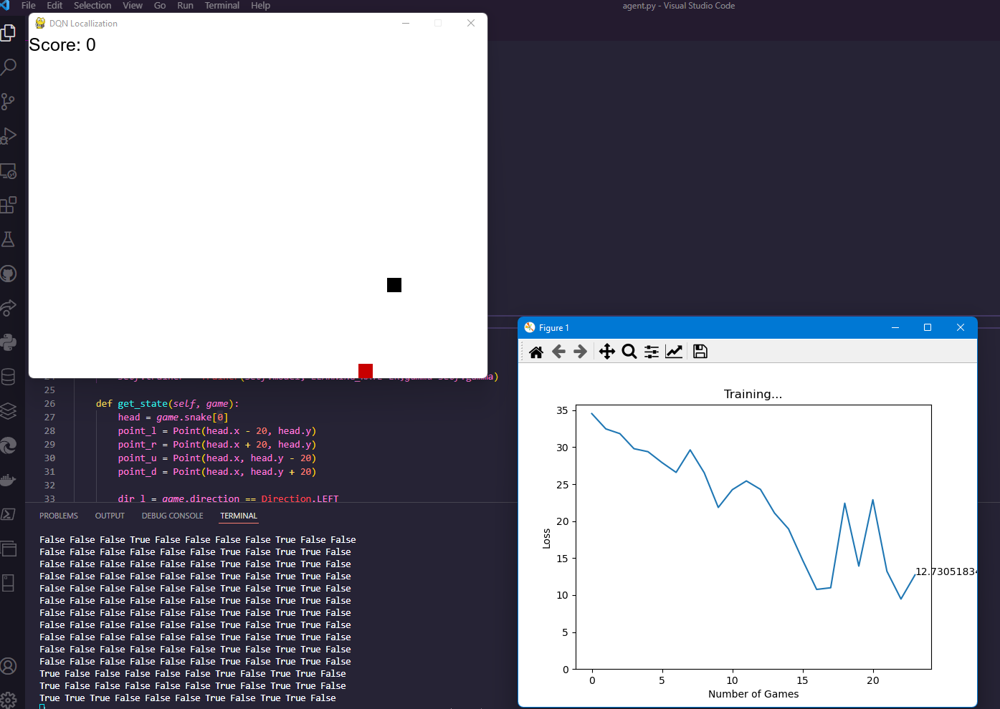 File Edit Selection View Go Run Terminal Help
agent.py - Visual Studio Code
DQN Locallization
Score: 0
25
26 def get_state(self, game):
27 head = game.snake[0]
28 point_l = Point(head.x - 20, head.y)
29 point_r = Point(head.x + 20, head.y)
30 point_u = Point(head.x, head.y - 20)
31 point_d = Point(head.x, head.y + 20)
32
33 dir_l = game.direction == Direction.LEFT
PROBLEMS OUTPUT DEBUG CONSOLE TERMINAL
False False False True False False False False True False False
False False False False False False True False True True False
False False False False False False True False True True False
False False False False False False True False True True False
False False False False False False True False True True False
False False False False False False True False True True False
False False False False False False True False True True False
False False False False False False True False True True False
False False False False False False True False True True False
False False False False False False True False True True False
False False False False False False True False True True False
True False False False False False True False True True False
True False False False False False True False True True False
True True True False False False True False True True False
Figure 1
Training...
35
30
25
20
15
10
5
0
Loss
12.7305183
0 5 10 15 20
Number of Games